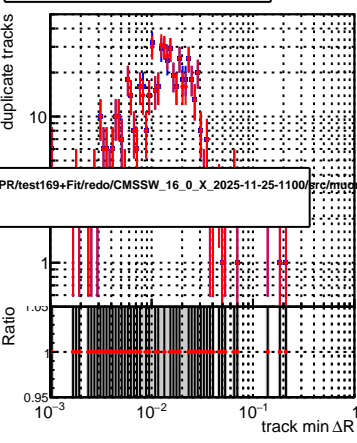 duplicate tracks
10
PR/test169+Fit/redo/CMSSW_16_0_X_2025-11-25-1100/src/muo
1
Ratio
1.05
1
0.95
10⁻³ 10⁻² 10⁻¹ 1
track min ΔR